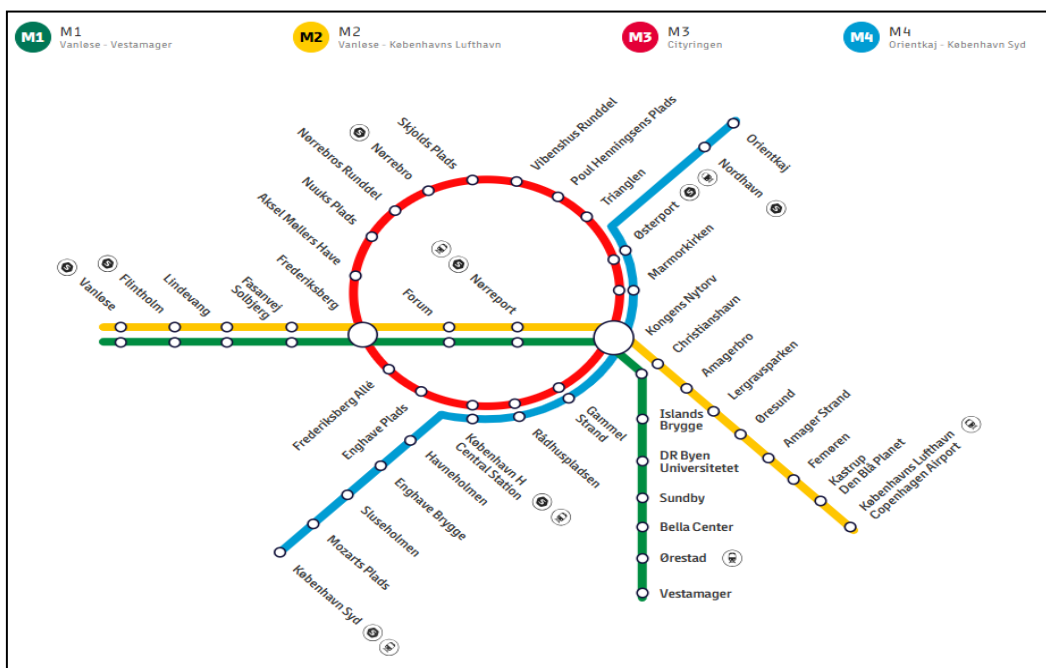 M1
M1
Vanløse - Vestamager
M2
M2
Vanløse - Københavns Lufthavn
M3
M3
Cityringen
M4
M4
Orientkaj - København Syd
Vanløse
Flintholm
Lindevang
Fasanvej
Solbjerg
Frederiksberg
Aksel Møllers Have
Nuuks Plads
Nørrebros Runddel
Nørrebro
Skjolds Plads
Vibenshus Runddel
Poul Henningsens Plads
Trianglen
Orientkaj
Nordhavn
Østerport
Marmorkirken
Forum
Nørreport
Kongens Nytorv
Christianshavn
Amagerbro
Lergravsparken
Øresund
Amager Strand
Femøren
Kastrup
Den Blå Planet
Københavns Lufthavn
Copenhagen Airport
Islands
Brygge
DR Byen
Universitetet
Sundby
Bella Center
Ørestad
Vestamager
Frederiksberg Allé
Enghave Plads
København H
Central Station
Rådhuspladsen
Gammel
Strand
Havneholmen
Enghave Brygge
Sluseholmen
Mozarts Plads
København Syd